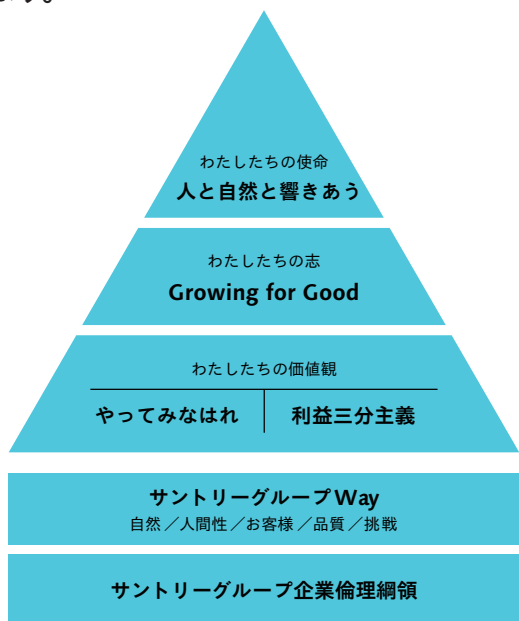 わたしたちの使命
人と自然と響きあう
わたしたちの志
Growing for Good
わたしたちの価値観
やってみなはれ
利益三分主義
サントリーグループWay
自然／人間性／お客様／品質／挑戦
サントリーグループ企業倫理綱領